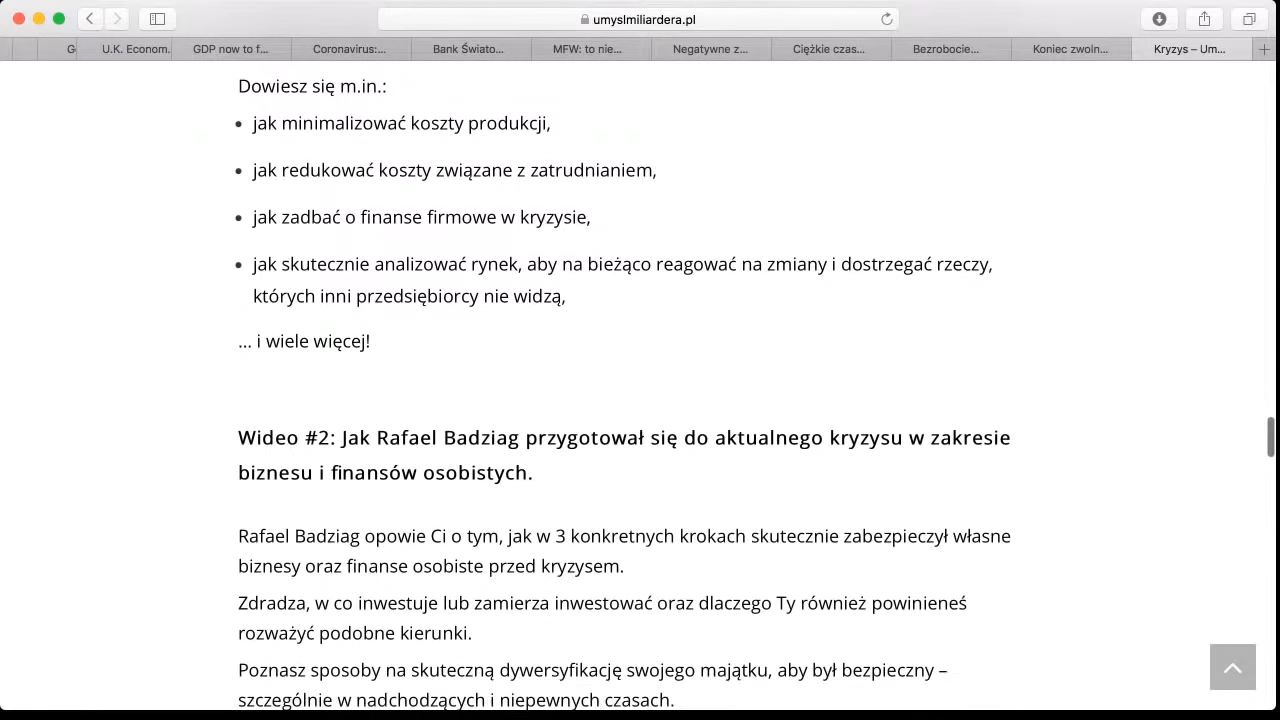 umyslmiliardera.pl
G
U.K. Econom.
GDP now to f...
Coronavirus:...
Bank Świato...
MFW: to nie...
Negatywne z...
Ciężkie czas...
Bezrobocie...
Koniec zwoln...
Kryzys – Um...
Dowiesz się m.in.:
jak minimalizować koszty produkcji,
jak redukować koszty związane z zatrudnianiem,
jak zadbać o finanse firmowe w kryzysie,
jak skutecznie analizować rynek, aby na bieżąco reagować na zmiany i dostrzegać rzeczy,
których inni przedsiębiorcy nie widzą,
... i wiele więcej!
Wideo #2: Jak Rafael Badziag przygotował się do aktualnego kryzysu w zakresie
biznesu i finansów osobistych.
Rafael Badziag opowie Ci o tym, jak w 3 konkretnych krokach skutecznie zabezpieczył własne
biznesy oraz finanse osobiste przed kryzysem.
Zdradza, w co inwestuje lub zamierza inwestować oraz dlaczego Ty również powinieneś
rozważyć podobne kierunki.
Poznasz sposoby na skuteczną dywersyfikację swojego majątku, aby był bezpieczny –
szczególnie w nadchodzących i niepewnych czasach.